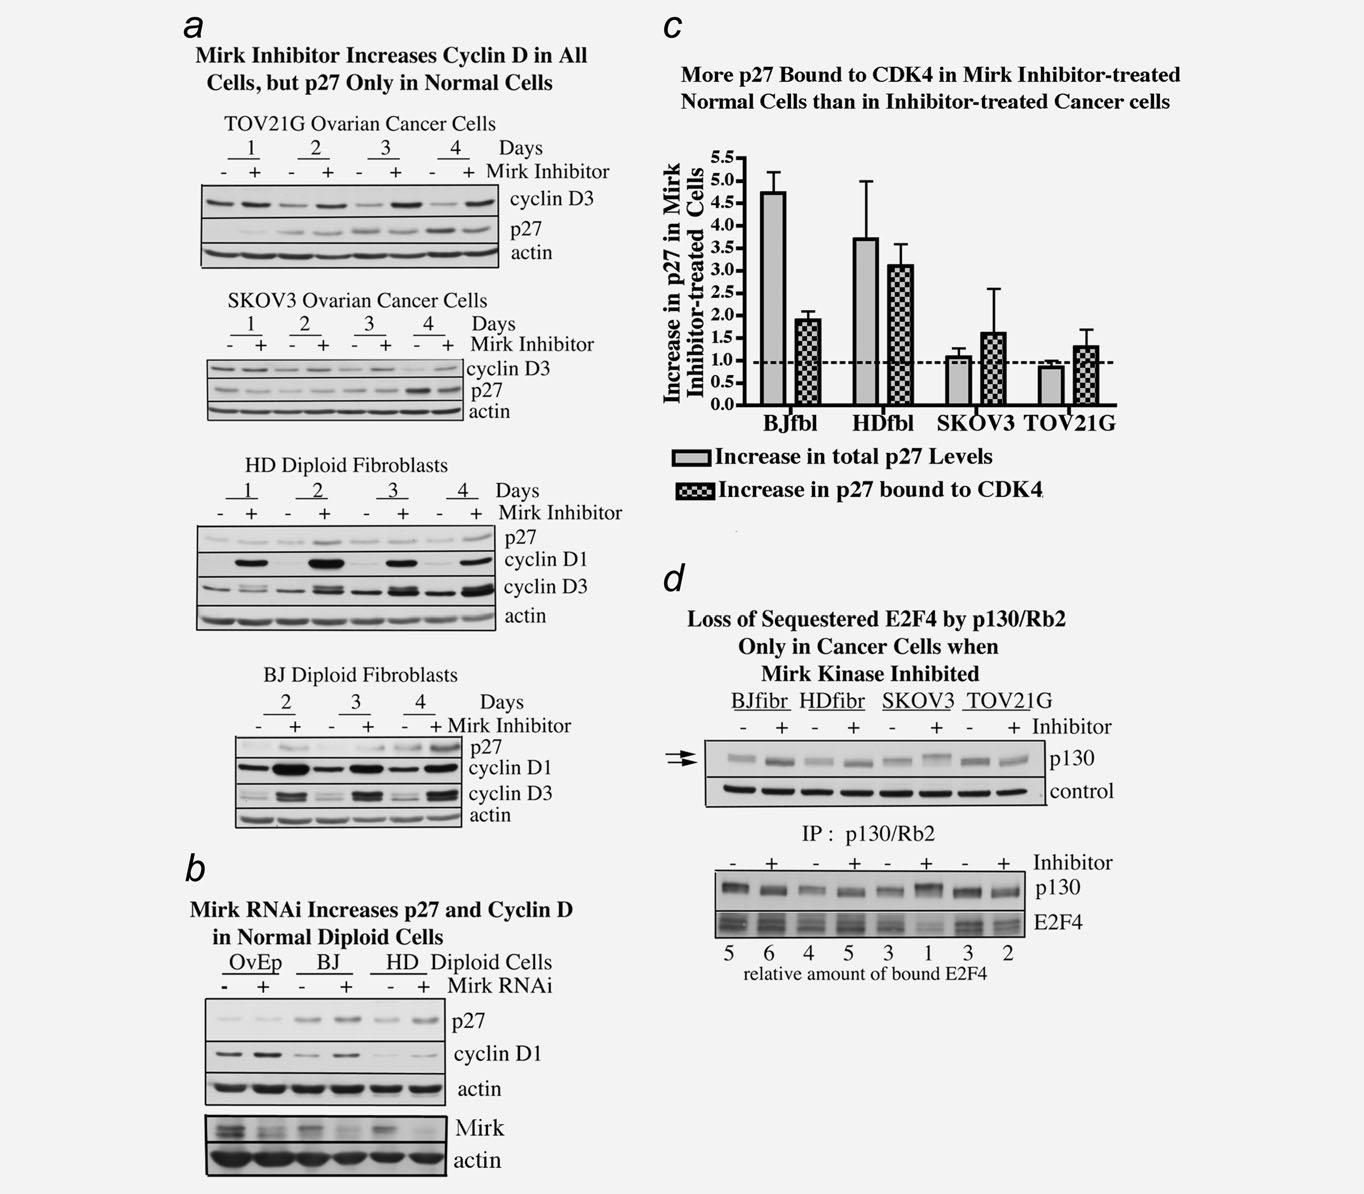 a
Mirk Inhibitor Increases Cyclin D in All
Cells, but p27 Only in Normal Cells
TOV21G Ovarian Cancer Cells
1 2 3 4 Days
- + - + - + - + Mirk Inhibitor
cyclin D3
p27
actin
SKOV3 Ovarian Cancer Cells
1 2 3 4 Days
- + - + - + - + Mirk Inhibitor
cyclin D3
p27
actin
HD Diploid Fibroblasts
1 2 3 4 Days
- + - + - + - + Mirk Inhibitor
p27
cyclin D1
cyclin D3
actin
BJ Diploid Fibroblasts
2 3 4 Days
- + - + - + Mirk Inhibitor
p27
cyclin D1
cyclin D3
actin
b
Mirk RNAi Increases p27 and Cyclin D
in Normal Diploid Cells
OvEp BJ HD Diploid Cells
- + - + - + Mirk RNAi
p27
cyclin D1
actin
Mirk
actin
c
More p27 Bound to CDK4 in Mirk Inhibitor-treated
Normal Cells than in Inhibitor-treated Cancer cells
Increase in p27 in Mirk
Inhibitor-treated Cells
5.5
5.0
4.5
4.0
3.5
3.0
2.5
2.0
1.5
1.0
0.5
0.0
BJfbl HDfbl SKOV3 TOV21G
Increase in total p27 Levels
Increase in p27 bound to CDK4
d
Loss of Sequestered E2F4 by p130/Rb2
Only in Cancer Cells when
Mirk Kinase Inhibited
BJfibr HDfibr SKOV3 TOV21G
- + - + - + - + Inhibitor
p130
control
IP : p130/Rb2
- + - + - + - + Inhibitor
p130
E2F4
5 6 4 5 3 1 3 2
relative amount of bound E2F4